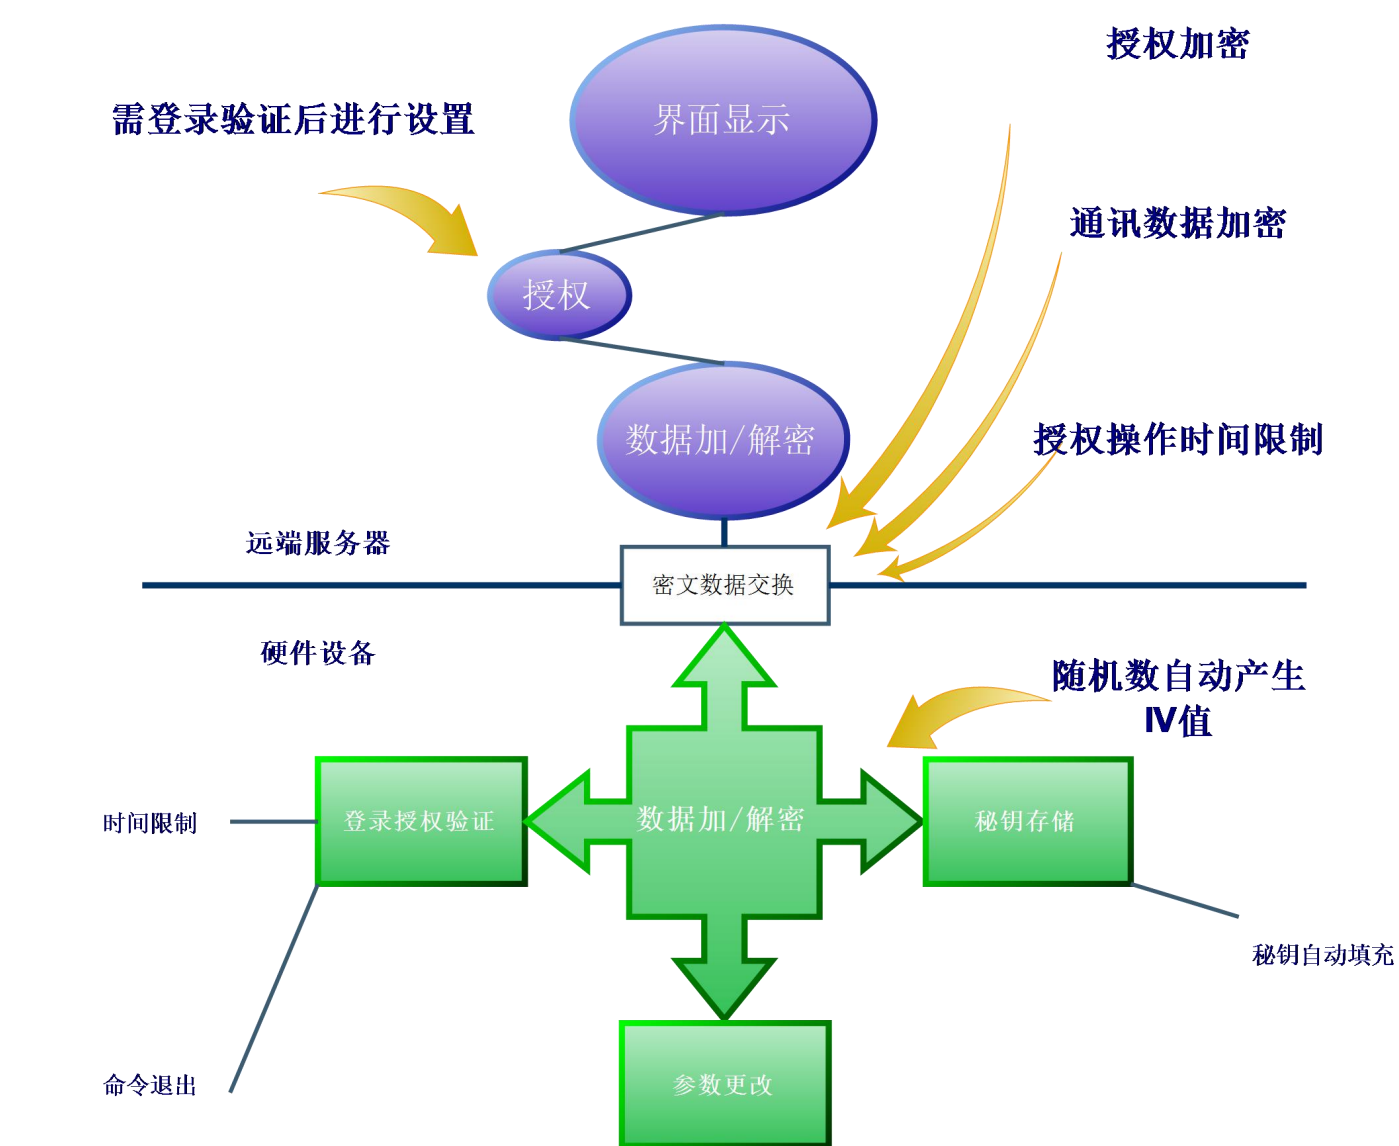 授权加密
需登录验证后进行设置
界面显示
通讯数据加密
授权
数据加/解密
授权操作时间限制
远端服务器
密文数据交换
硬件设备
随机数自动产生
IV值
时间限制
登录授权验证
数据加/解密
秘钥存储
秘钥自动填充
命令退出
参数更改